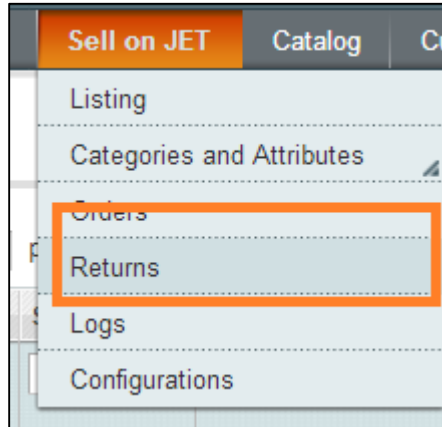 Sell on JET Catalog
Listing
Categories and Attributes
Orders
Returns
Logs
Configurations